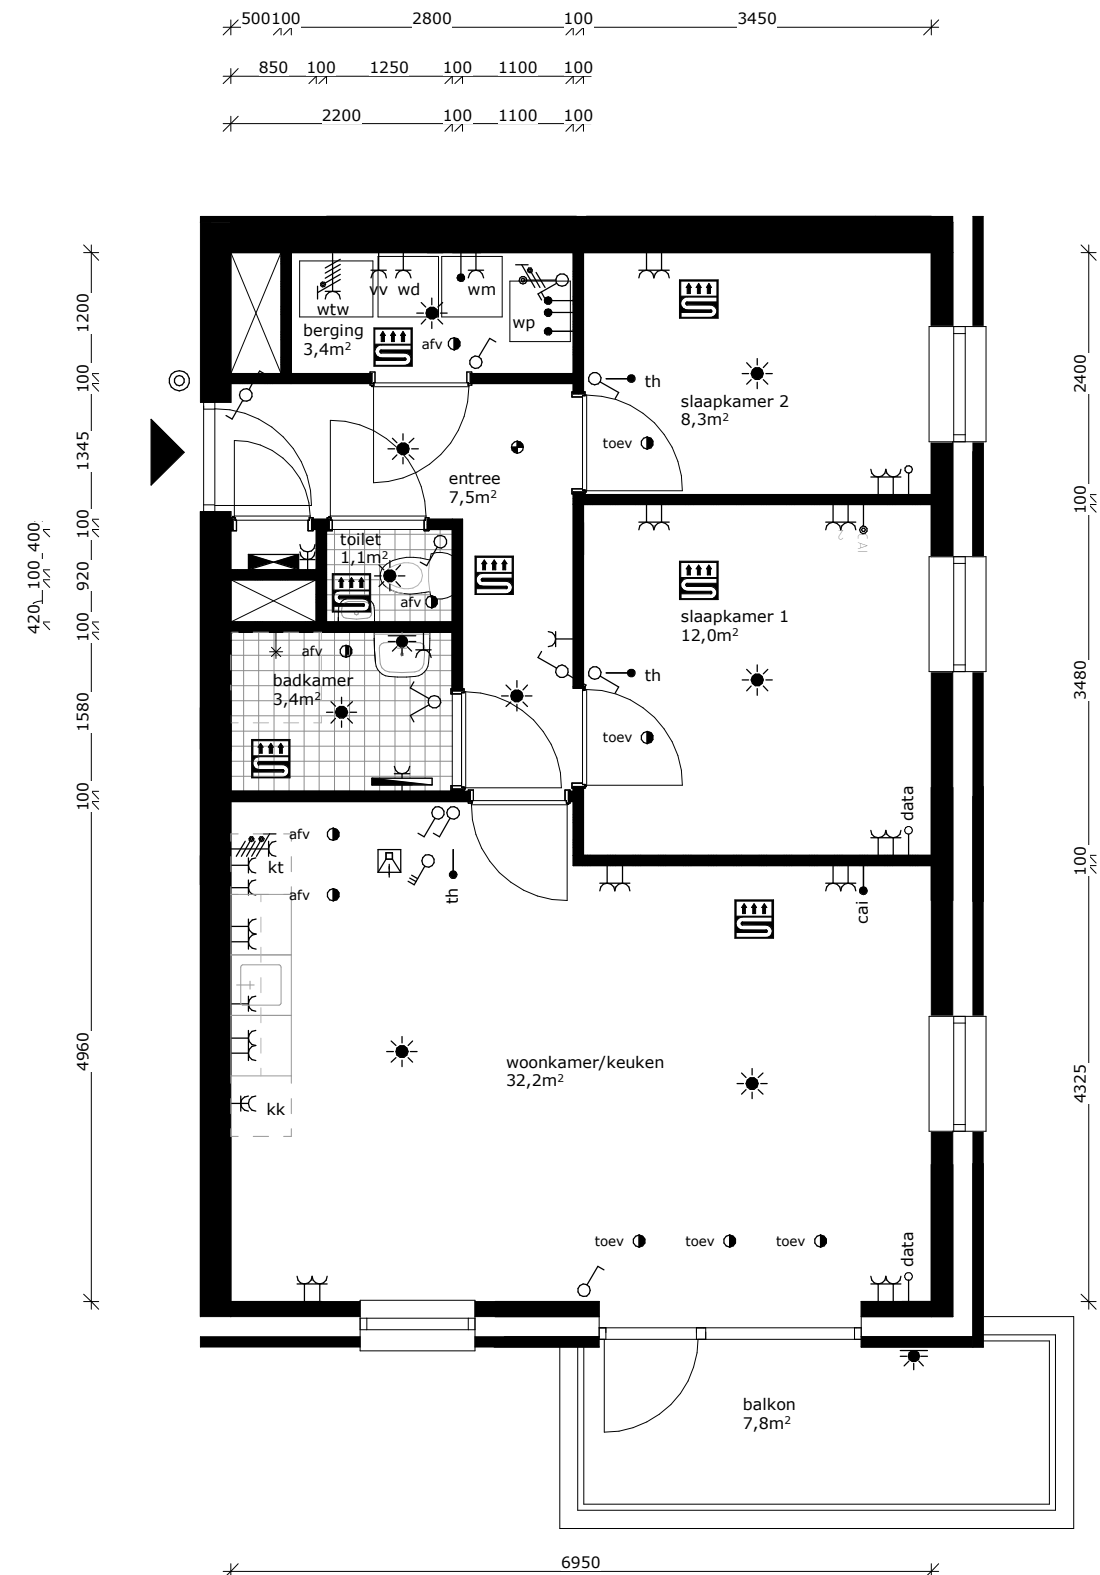 500 100 2800 100 3450
850 100 1250 100 1100 100
2200 100 1100 100
1200
100
1345
100
920
100
1580
100
4960
400
100
420
2400
100
3480
100
4325
wtw
vv
wd
wm
wp
berging
3,4m²
afv
th
slaapkamer 2
8,3m²
toev
entree
7,5m²
toilet
1,1m²
afv
CAI
slaapkamer 1
12,0m²
afv
badkamer
3,4m²
th
toev
data
afv
kt
afv
th
cai
woonkamer/keuken
32,2m²
kk
toev
toev
toev
data
balkon
7,8m²
6950